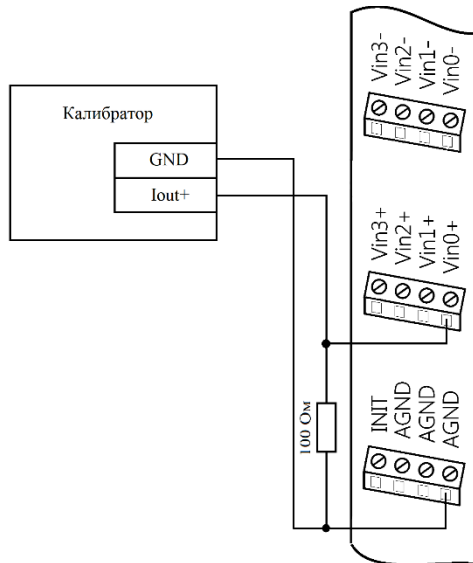 Калибратор
GND
Iout+
Vin3-
Vin2-
Vin1-
Vin0-
Vin3+
Vin2+
Vin1+
Vin0+
100 Ом
INIT
AGND
AGND
AGND